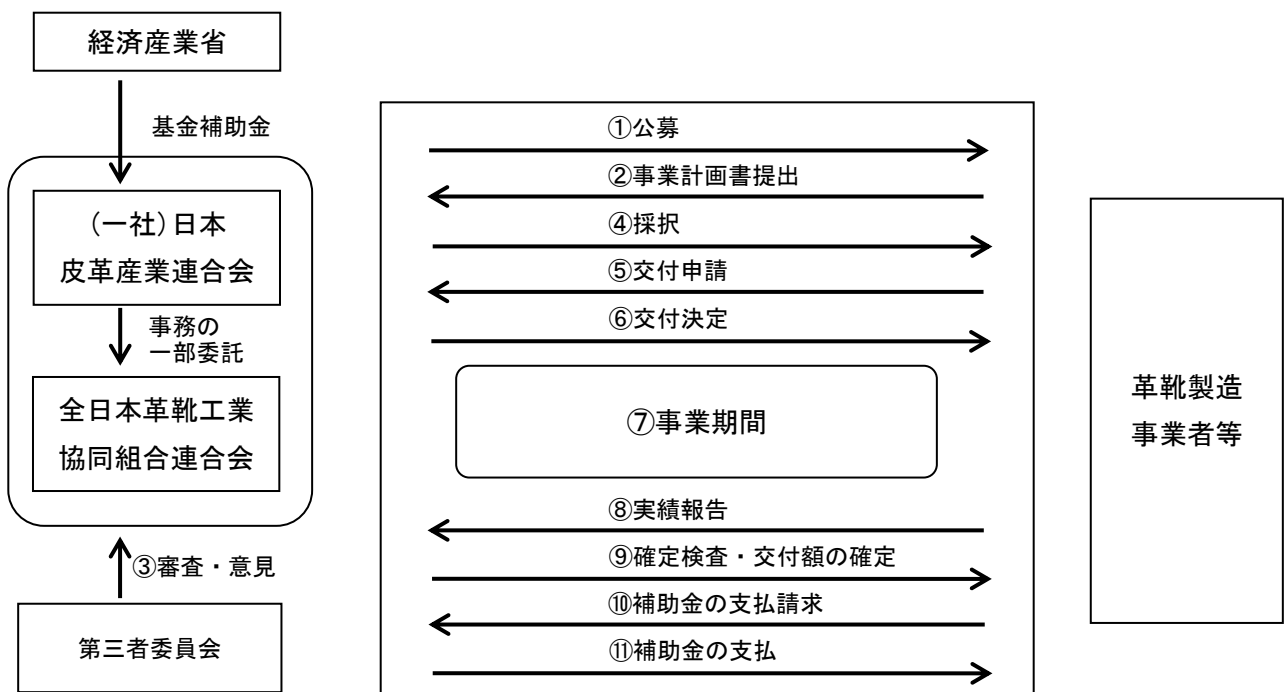 経済産業省
基金補助金
(一社)日本
皮革産業連合会
事務の
一部委託
全日本革靴工業
協同組合連合会
③審査・意見
第三者委員会
①公募
②事業計画書提出
④採択
⑤交付申請
⑥交付決定
⑦事業期間
⑧実績報告
⑨確定検査・交付額の確定
⑩補助金の支払請求
⑪補助金の支払
革靴製造
事業者等